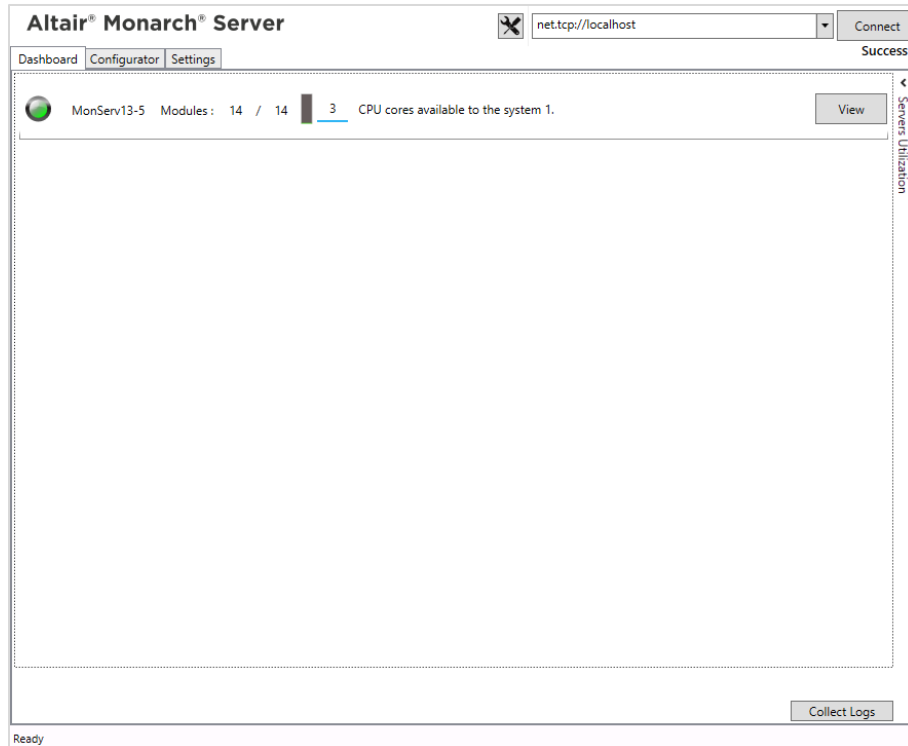 Altair® Monarch® Server
net.tcp://localhost
Connect
Success
Dashboard Configurator Settings
MonServ13-5 Modules : 14 / 14 3 CPU cores available to the system 1.
View
Servers Utilization
Collect Logs
Ready